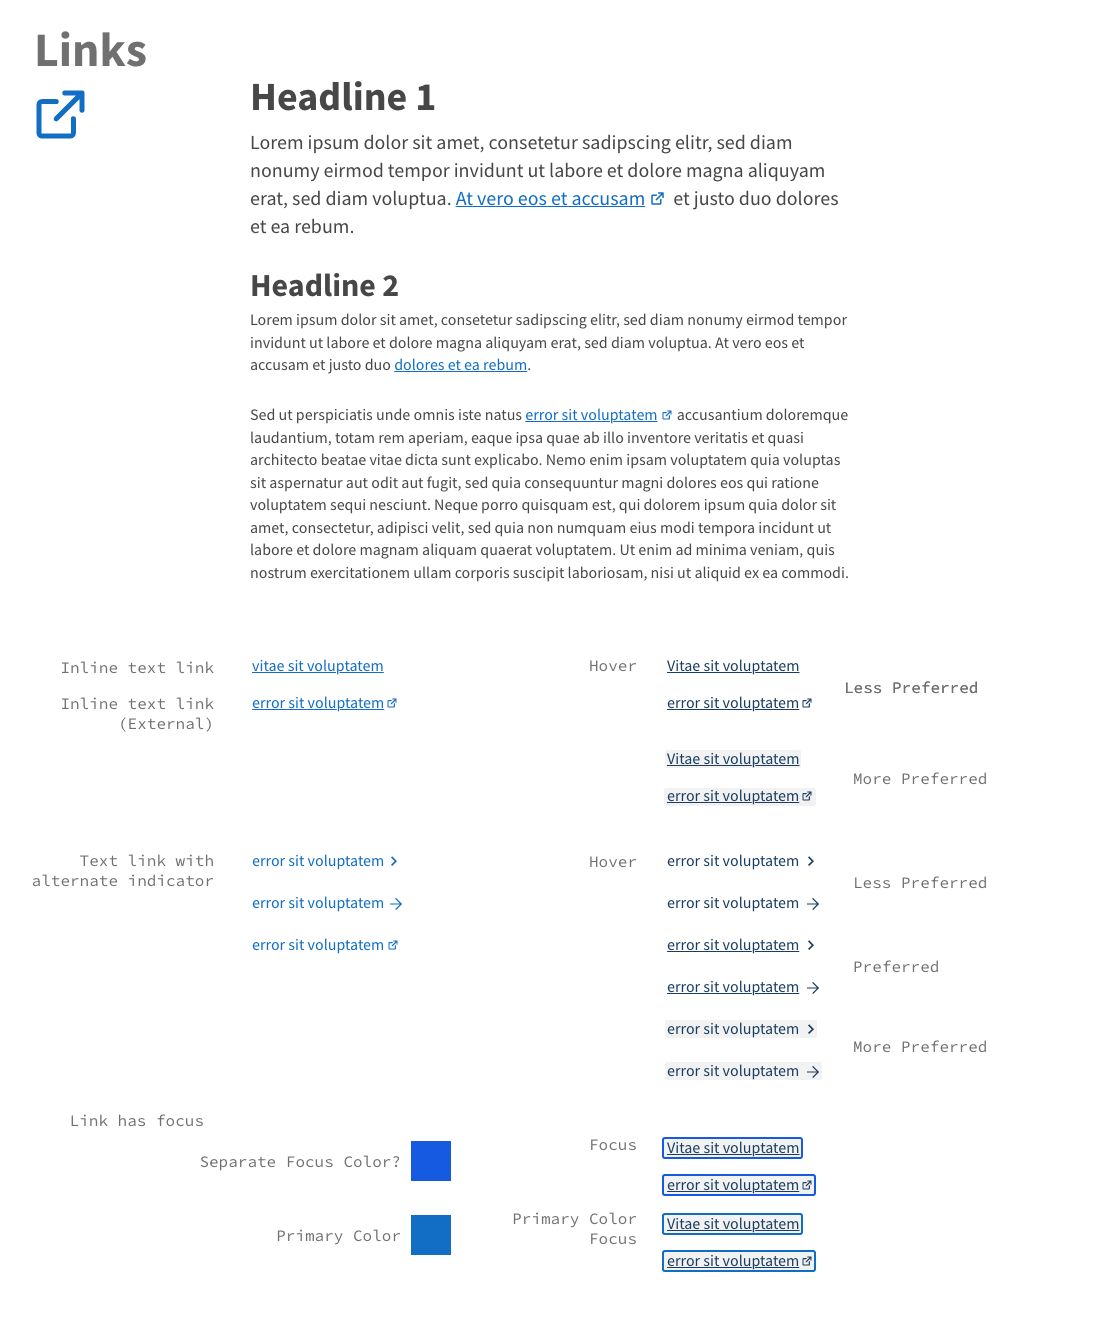 Links
Headline 1
Lorem ipsum dolor sit amet, consetetur sadipscing elitr, sed diam
nonumy eirmod tempor invidunt ut labore et dolore magna aliquyam
erat, sed diam voluptua. At vero eos et accusam et justo duo dolores
et ea rebum.
Headline 2
Lorem ipsum dolor sit amet, consetetur sadipscing elitr, sed diam nonumy eirmod tempor
invidunt ut labore et dolore magna aliquyam erat, sed diam voluptua. At vero eos et
accusam et justo duo dolores et ea rebum.
Sed ut perspiciatis unde omnis iste natus error sit voluptatem accusantium doloremque
laudantium, totam rem aperiam, eaque ipsa quae ab illo inventore veritatis et quasi
architecto beatae vitae dicta sunt explicabo. Nemo enim ipsam voluptatem quia voluptas
sit aspernatur aut odit aut fugit, sed quia consequuntur magni dolores eos qui ratione
voluptatem sequi nesciunt. Neque porro quisquam est, qui dolorem ipsum quia dolor sit
amet, consectetur, adipisci velit, sed quia non numquam eius modi tempora incidunt ut
labore et dolore magnam aliquam quaerat voluptatem. Ut enim ad minima veniam, quis
nostrum exercitationem ullam corporis suscipit laboriosam, nisi ut aliquid ex ea commodi.
Inline text link
vitae sit voluptatem
Inline text link
(External)
error sit voluptatem
Hover
Vitae sit voluptatem
error sit voluptatem
Less Preferred
Vitae sit voluptatem
error sit voluptatem
More Preferred
Text link with
alternate indicator
error sit voluptatem
error sit voluptatem
error sit voluptatem
Hover
error sit voluptatem
error sit voluptatem
Less Preferred
error sit voluptatem
error sit voluptatem
Preferred
error sit voluptatem
error sit voluptatem
More Preferred
Link has focus
Separate Focus Color?
Focus
Vitae sit voluptatem
error sit voluptatem
Primary Color
Primary Color
Focus
Vitae sit voluptatem
error sit voluptatem